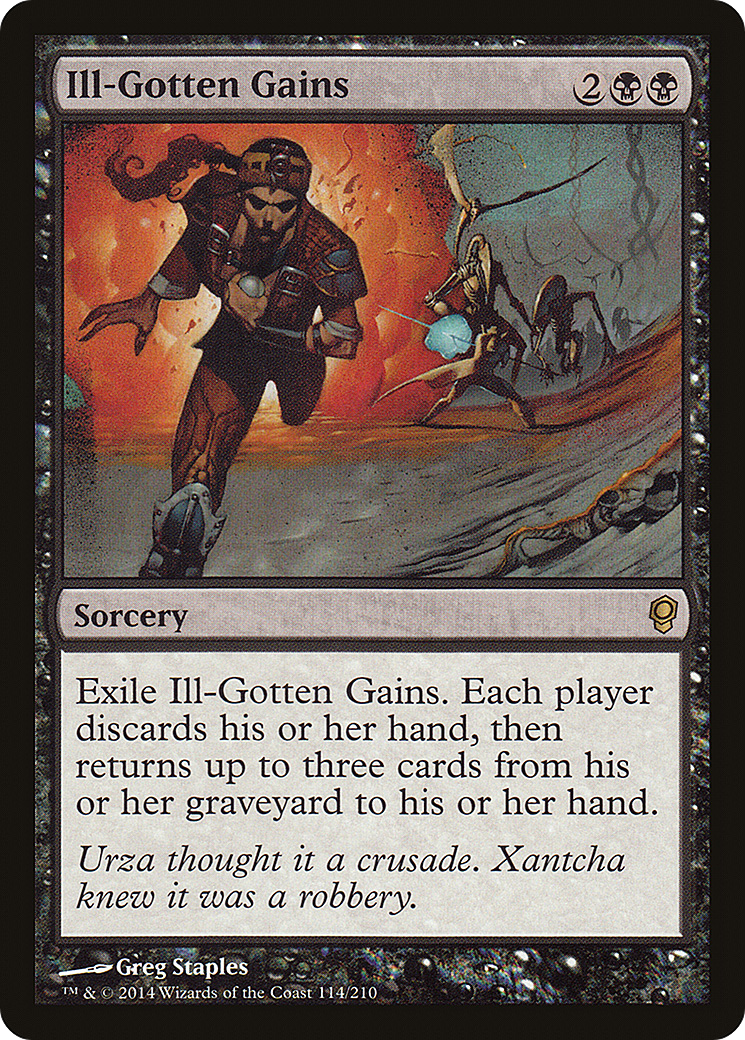 Ill-Gotten Gains 2
Sorcery
Exile Ill-Gotten Gains. Each player
discards his or her hand, then
returns up to three cards from his
or her graveyard to his or her hand.
Urza thought it a crusade. Xantcha
knew it was a robbery.
Greg Staples
™ & © 2014 Wizards of the Coast 114/210